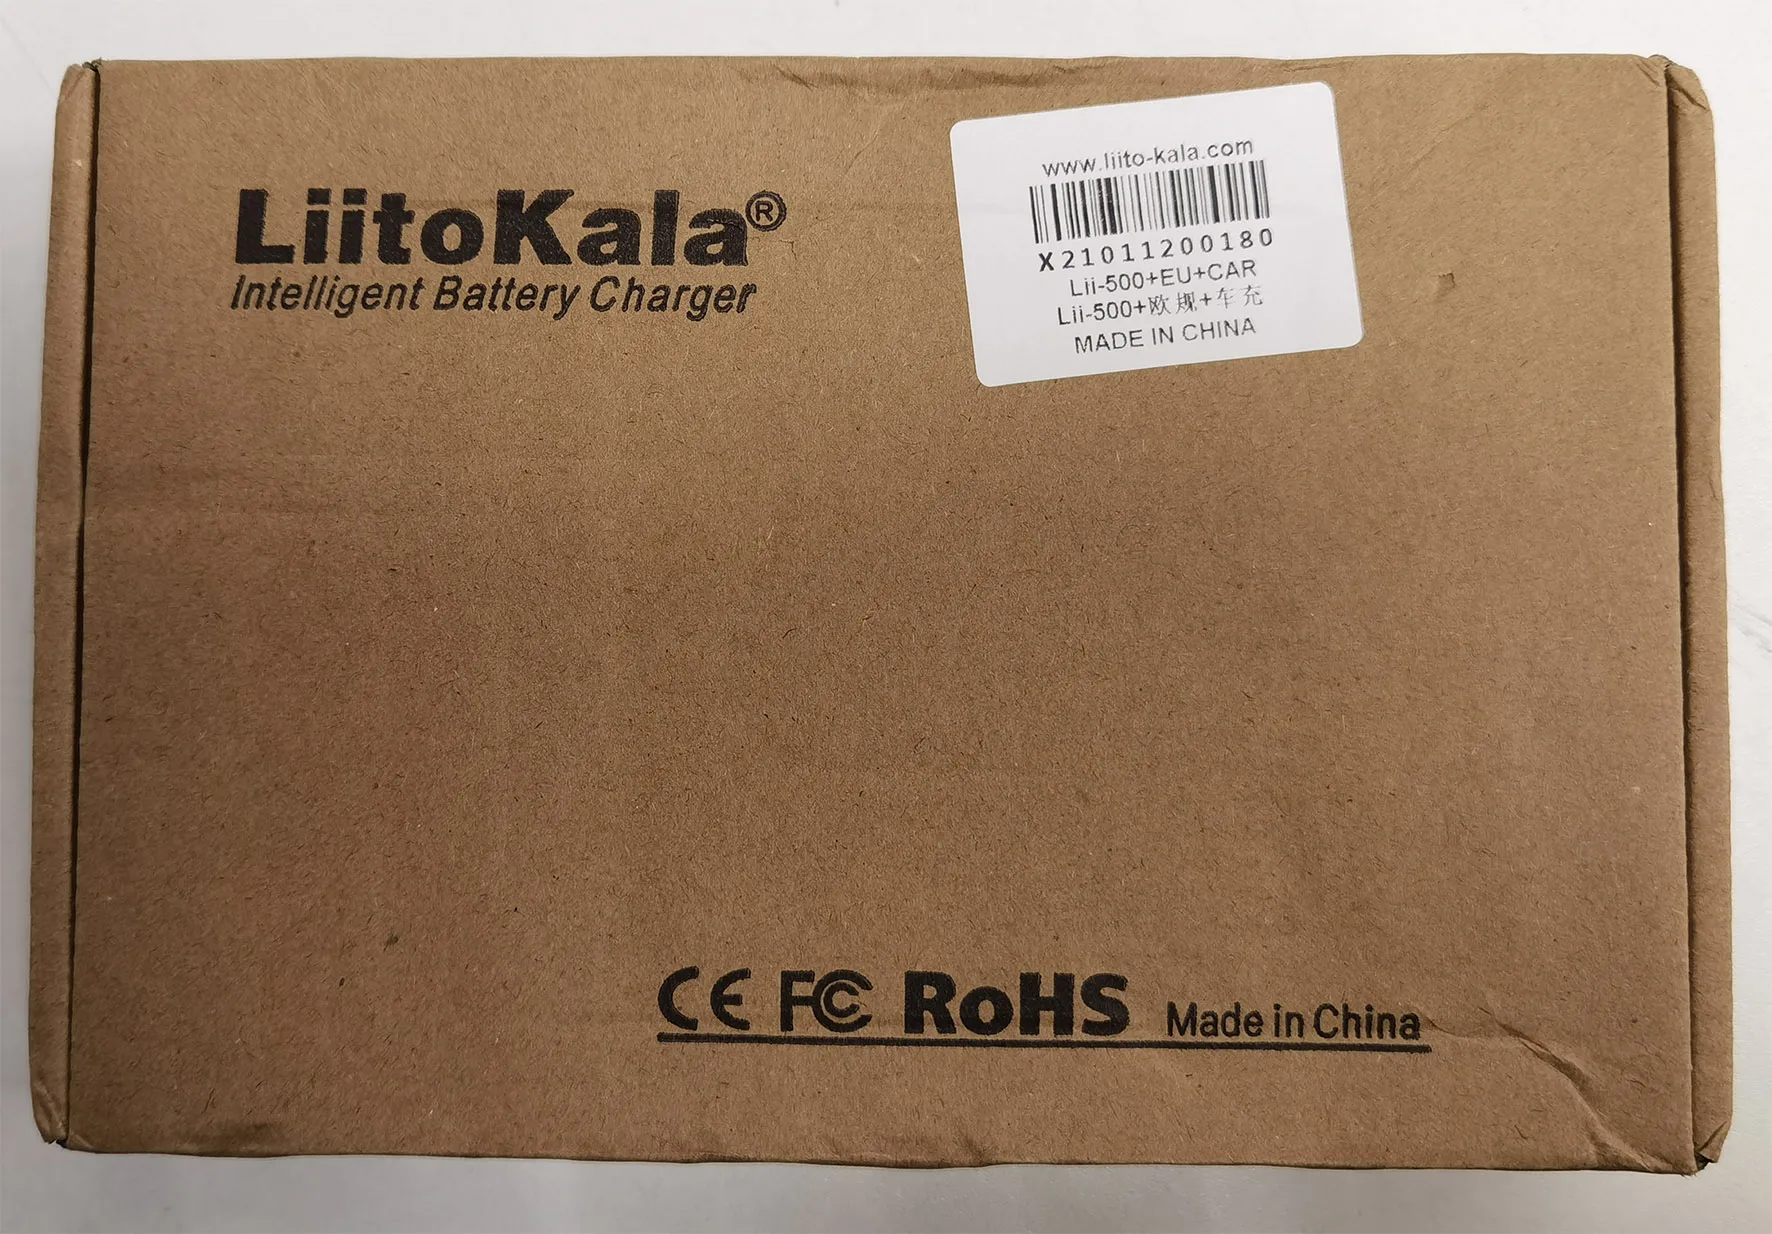 LiitoKala®
Intelligent Battery Charger
www.liito-kala.com
X21011200180
Lii-500+EU+CAR
Lii-500+欧规+车充
MADE IN CHINA
CE FC RoHS Made in China